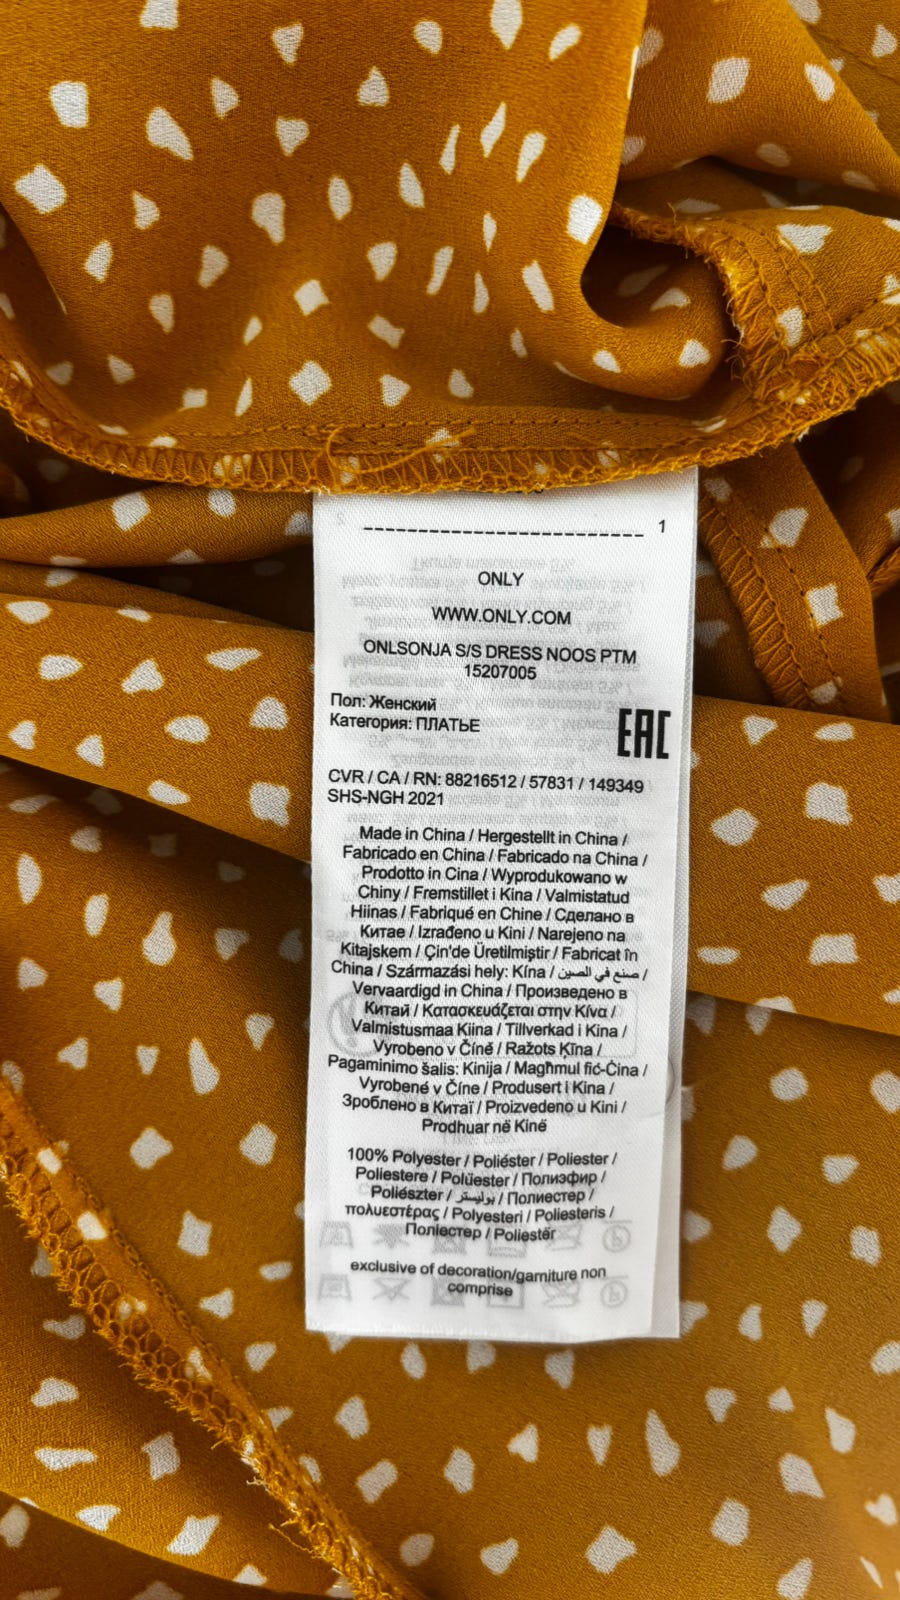 1
ONLY
WWW.ONLY.COM
ONLSONJA S/S DRESS NOOS PTM
15207005
Пол: Женский
Категория: ПЛАТЬЕ
EAC
CVR / CA / RN: 88216512 / 57831 / 149349
SHS-NGH 2021
Made in China / Hergestellt in China /
Fabricado en China / Fabricado na China /
Prodotto in Cina / Wyprodukowano w
Chiny / Fremstillet i Kina / Valmistatud
Hiinas / Fabriqué en Chine / Сделано в
Китае / Izrađeno u Kini / Narejeno na
Kitajskem / Çin'de Üretilmiştir / Fabricat în
China / Származási hely: Kína / صنع في الصين /
Vervaardigd in China / Произведено в
Китай / Κατασκευάζεται στην Κίνα /
Valmistusmaa Kiina / Tillverkad i Kina /
Vyrobeno v Číně / Ražots Ķīna /
Pagaminimo šalis: Kinija / Magħmul fiċ-Ċina /
Vyrobené v Číne / Produsert i Kina /
Зроблено в Китаї / Proizvedeno u Kini /
Prodhuar në Kinë
100% Polyester / Poliéster / Poliester /
Poliestere / Polüester / Полиэфир /
Poliészter / بوليستر / Полиестер /
πολυεστέρας / Polyesteri / Poliesteris /
Поліестер / Poliestër
exclusive of decoration/garniture non
comprise